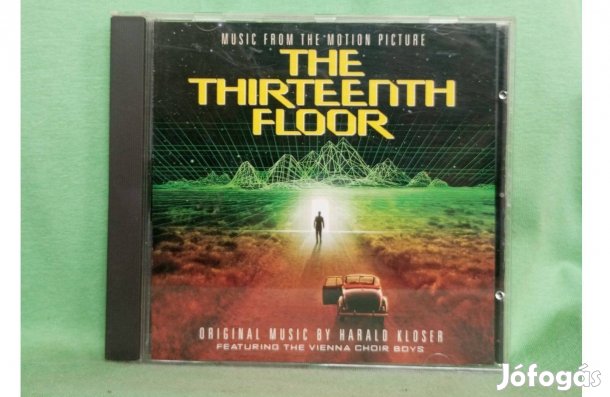 MUSIC FROM THE MOTION PICTURE
THE
THIRTEENTH
FLOOR
ORIGINAL MUSIC BY HARALD KLOSER
FEATURING THE VIENNA CHOIR BOYS
Jófogás